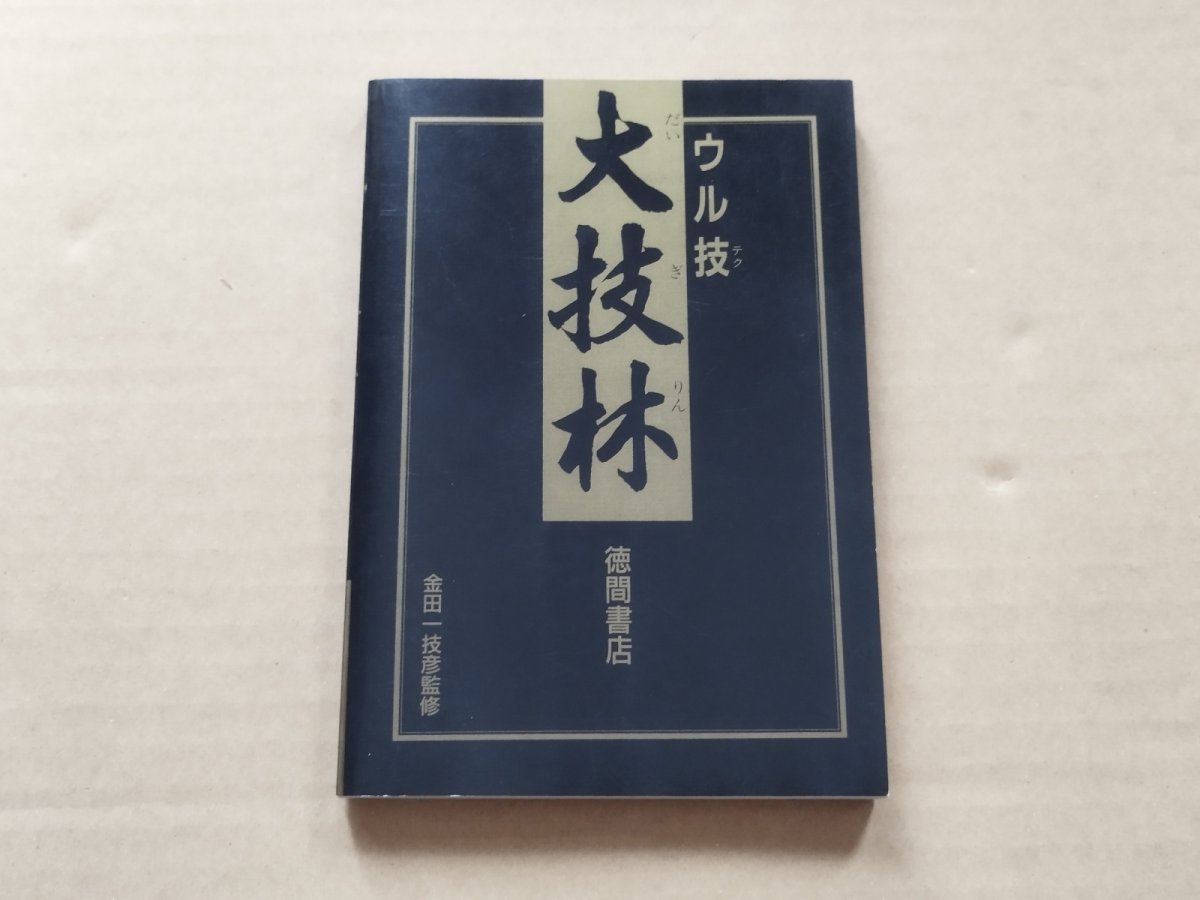 ウル技
テク
大技林
だいぎりん
徳間書店
金田一技彦監修